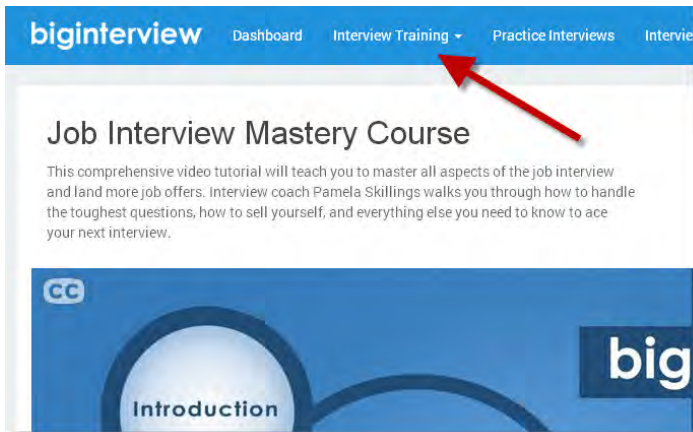 biginterview Dashboard Interview Training Practice Interviews Intervie
Job Interview Mastery Course
This comprehensive video tutorial will teach you to master all aspects of the job interview
and land more job offers. Interview coach Pamela Skillings walks you through how to handle
the toughest questions, how to sell yourself, and everything else you need to know to ace
your next interview.
CC
big
Introduction